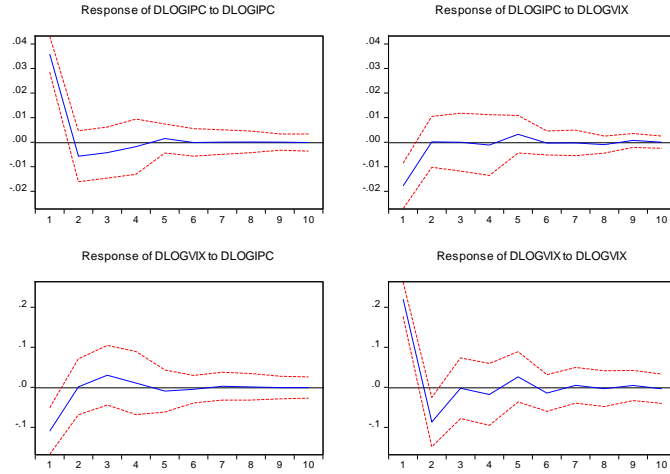 Response of DLOGIPC to DLOGIPC
.04
.03
.02
.01
.00
-.01
-.02
1 2 3 4 5 6 7 8 9 10
Response of DLOGIPC to DLOGVIX
.04
.03
.02
.01
.00
-.01
-.02
1 2 3 4 5 6 7 8 9 10
Response of DLOGVIX to DLOGIPC
.2
.1
.0
-.1
1 2 3 4 5 6 7 8 9 10
Response of DLOGVIX to DLOGVIX
.2
.1
.0
-.1
1 2 3 4 5 6 7 8 9 10